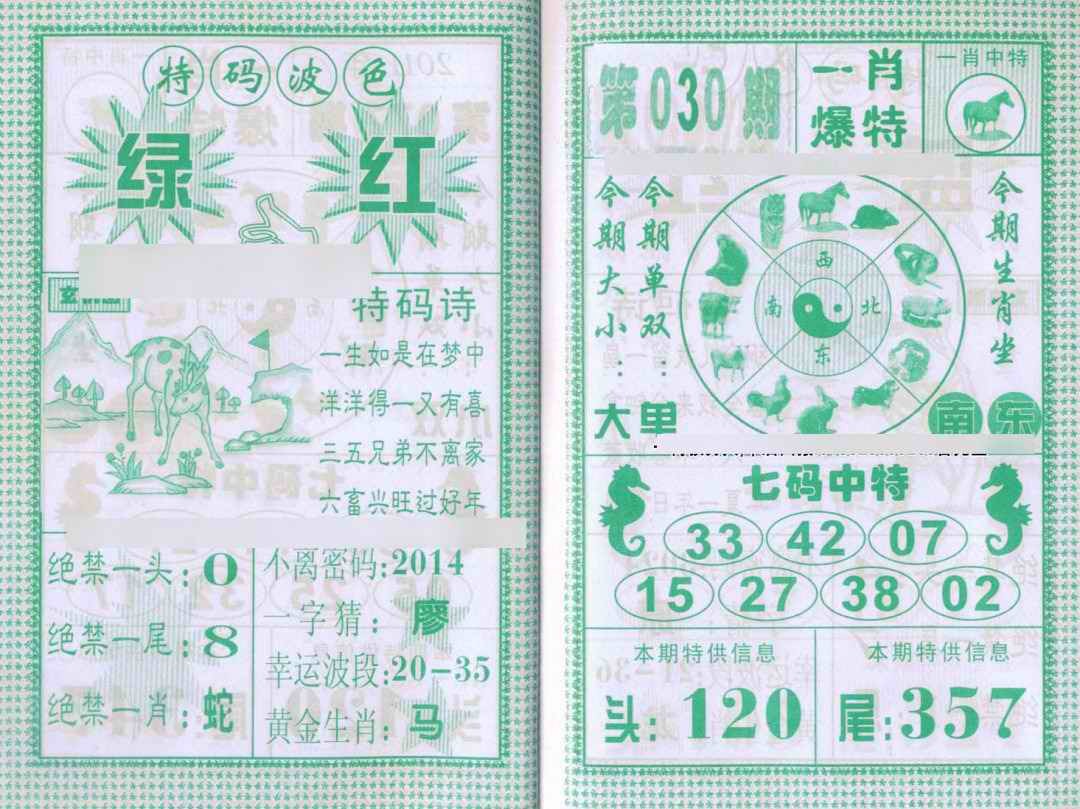 特码波色
绿 红
特码诗
一生如是在梦中
洋洋得一又有喜
三五兄弟不离家
六畜兴旺过好年
绝禁一头:0
绝禁一尾:8
绝禁一肖:蛇
不离密码:2014
一字猜:廖
幸运波段:20-35
黄金生肖:马
第030期
一肖
爆特
一肖中特
今期大小:大
今期单双:单
今期生肖坐
南东
西
南 北
东
七码中特
33 42 07
15 27 38 02
本期特供信息
头:120
本期特供信息
尾:357